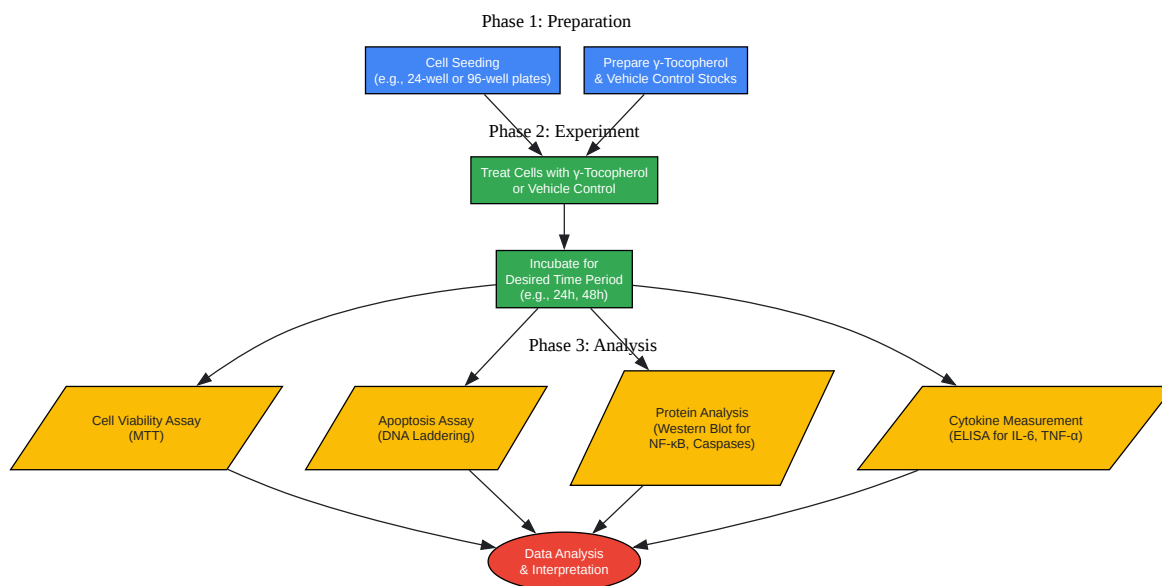 Phase 1: Preparation
Cell Seeding
(e.g., 24-well or 96-well plates)
Prepare γ-Tocopherol
& Vehicle Control Stocks
Phase 2: Experiment
Treat Cells with γ-Tocopherol
or Vehicle Control
Incubate for
Desired Time Period
(e.g., 24h, 48h)
Phase 3: Analysis
Cell Viability Assay
(MTT)
Apoptosis Assay
(DNA Laddering)
Protein Analysis
(Western Blot for
NF-κB, Caspases)
Cytokine Measurement
(ELISA for IL-6, TNF-α)
Data Analysis
& Interpretation